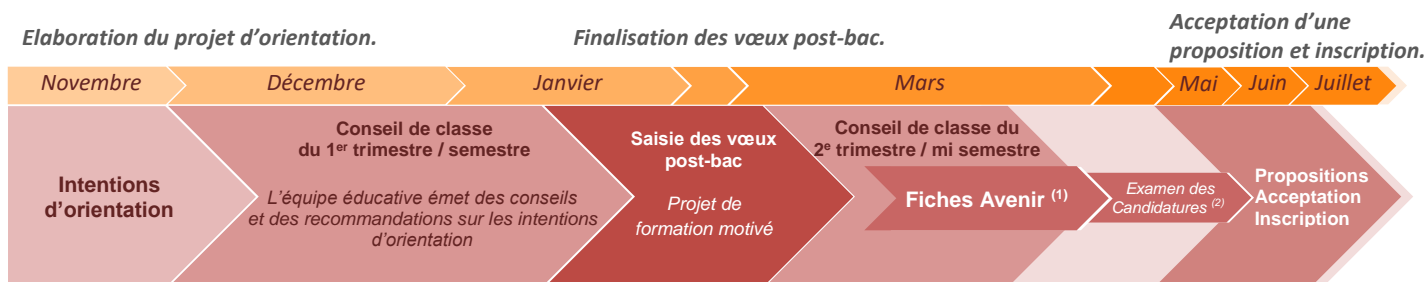 Elaboration du projet d'orientation.
Finalisation des vœux post-bac.
Acceptation d'une
proposition et inscription.
Novembre
Décembre
Janvier
Mars
Mai
Juin
Juillet
Intentions
d'orientation
Conseil de classe
du 1er trimestre / semestre
L'équipe éducative émet des conseils
et des recommandations sur les intentions
d'orientation
Saisie des vœux
post-bac
Projet de
formation motivé
Conseil de classe du
2e trimestre / mi semestre
Fiches Avenir (1)
Examen des
Candidatures (2)
Propositions
Acceptation
Inscription